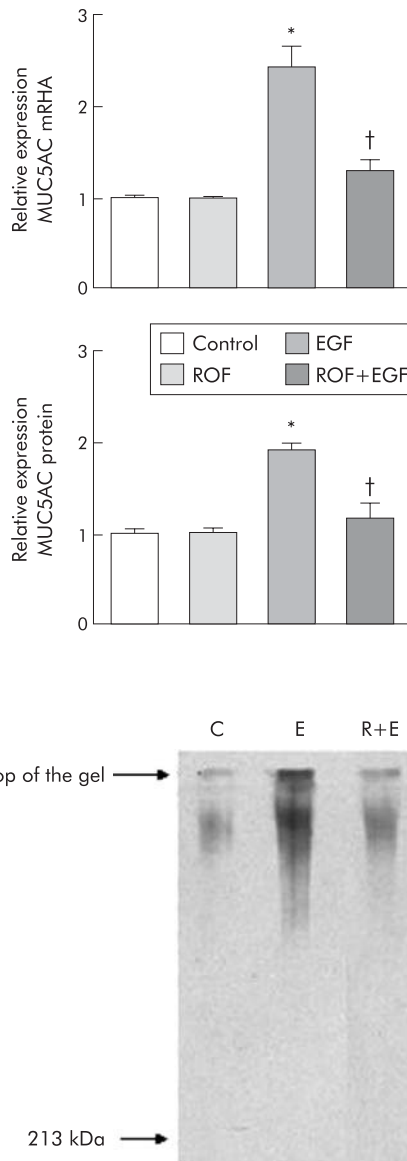 3
2
1
0
Relative expression
MUC5AC mRHA
*
†
Control
EGF
ROF
ROF+EGF
3
2
1
0
Relative expression
MUC5AC protein
*
†
C E R+E
op of the gel
213 kDa